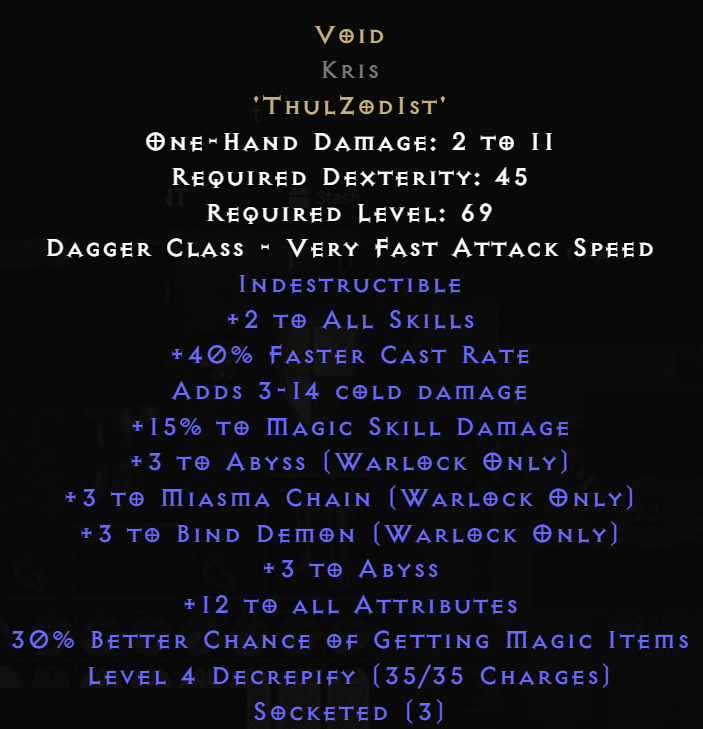 Void
Kris
'ThulZodIst'
One-Hand Damage: 2 to 11
Required Dexterity: 45
Required Level: 69
Dagger Class - Very Fast Attack Speed
Indestructible
+2 to All Skills
+40% Faster Cast Rate
Adds 3-14 cold damage
+15% to Magic Skill Damage
+3 to Abyss (Warlock Only)
+3 to Miasma Chain (Warlock Only)
+3 to Bind Demon (Warlock Only)
+3 to Abyss
+12 to all Attributes
30% Better Chance of Getting Magic Items
Level 4 Decrepify (35/35 Charges)
Socketed (3)